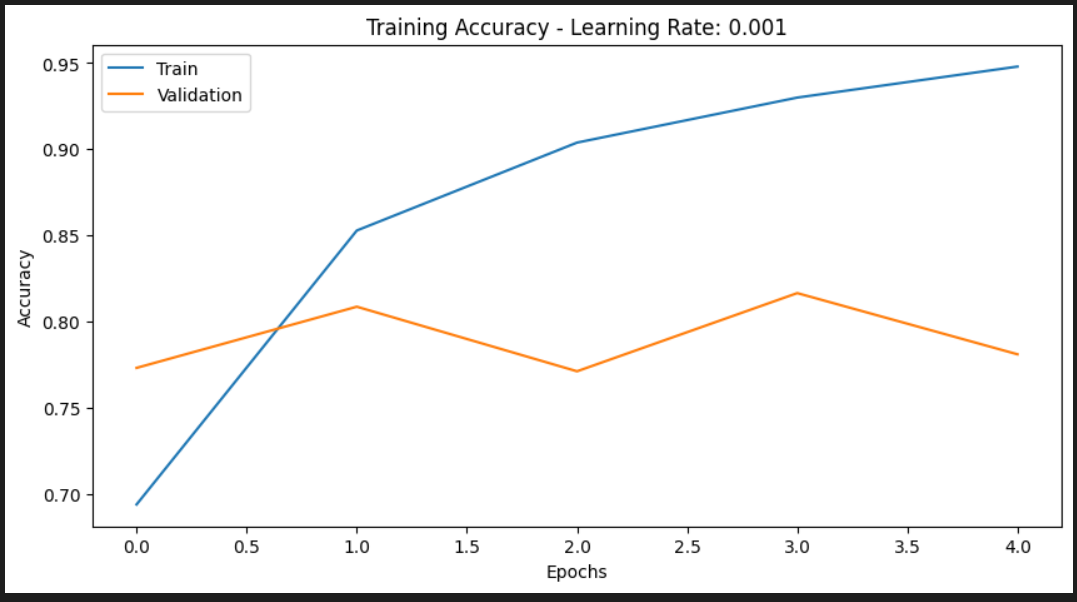 Training Accuracy - Learning Rate: 0.001
Train
Validation
0.95
0.90
0.85
0.80
0.75
0.70
Accuracy
0.0 0.5 1.0 1.5 2.0 2.5 3.0 3.5 4.0
Epochs